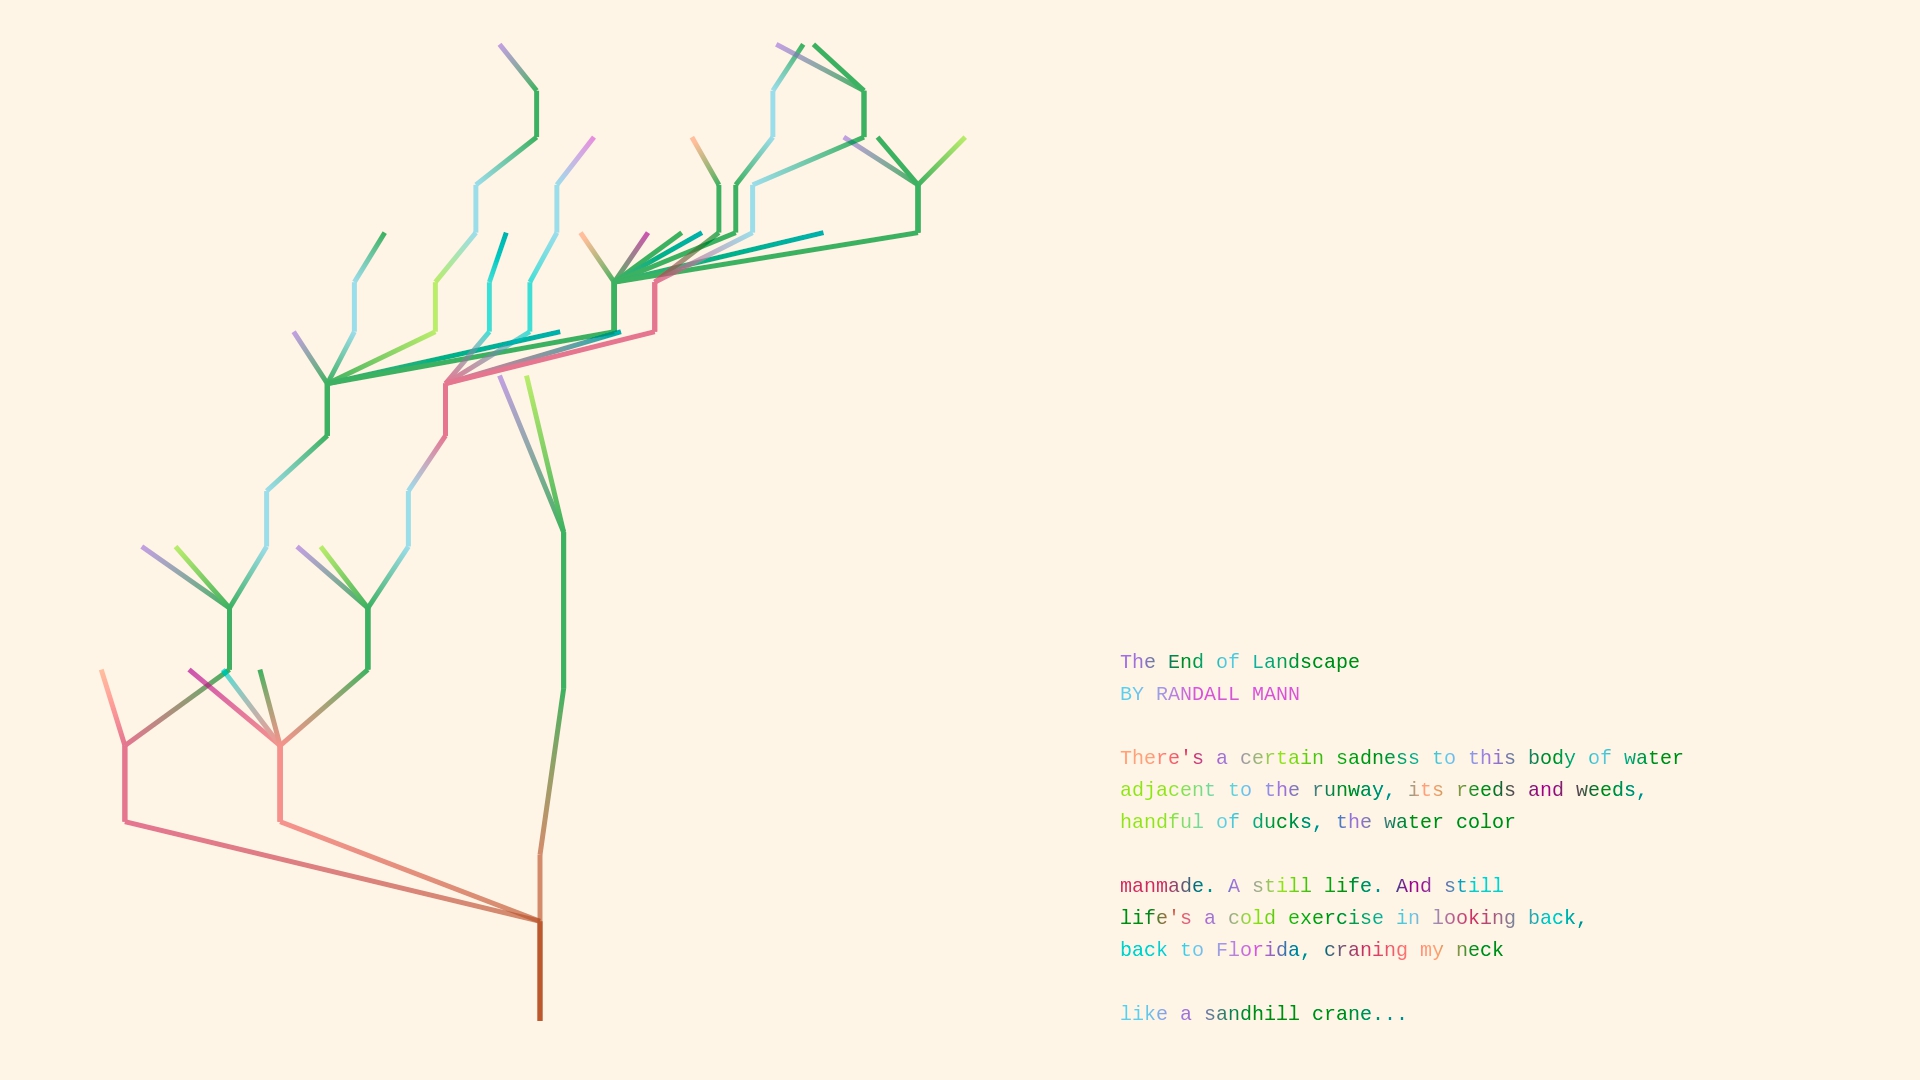 The End of Landscape
BY RANDALL MANN
There's a certain sadness to this body of water
adjacent to the runway, its reeds and weeds,
handful of ducks, the water color
manmade. A still life. And still
life's a cold exercise in looking back,
back to Florida, craning my neck
like a sandhill crane...